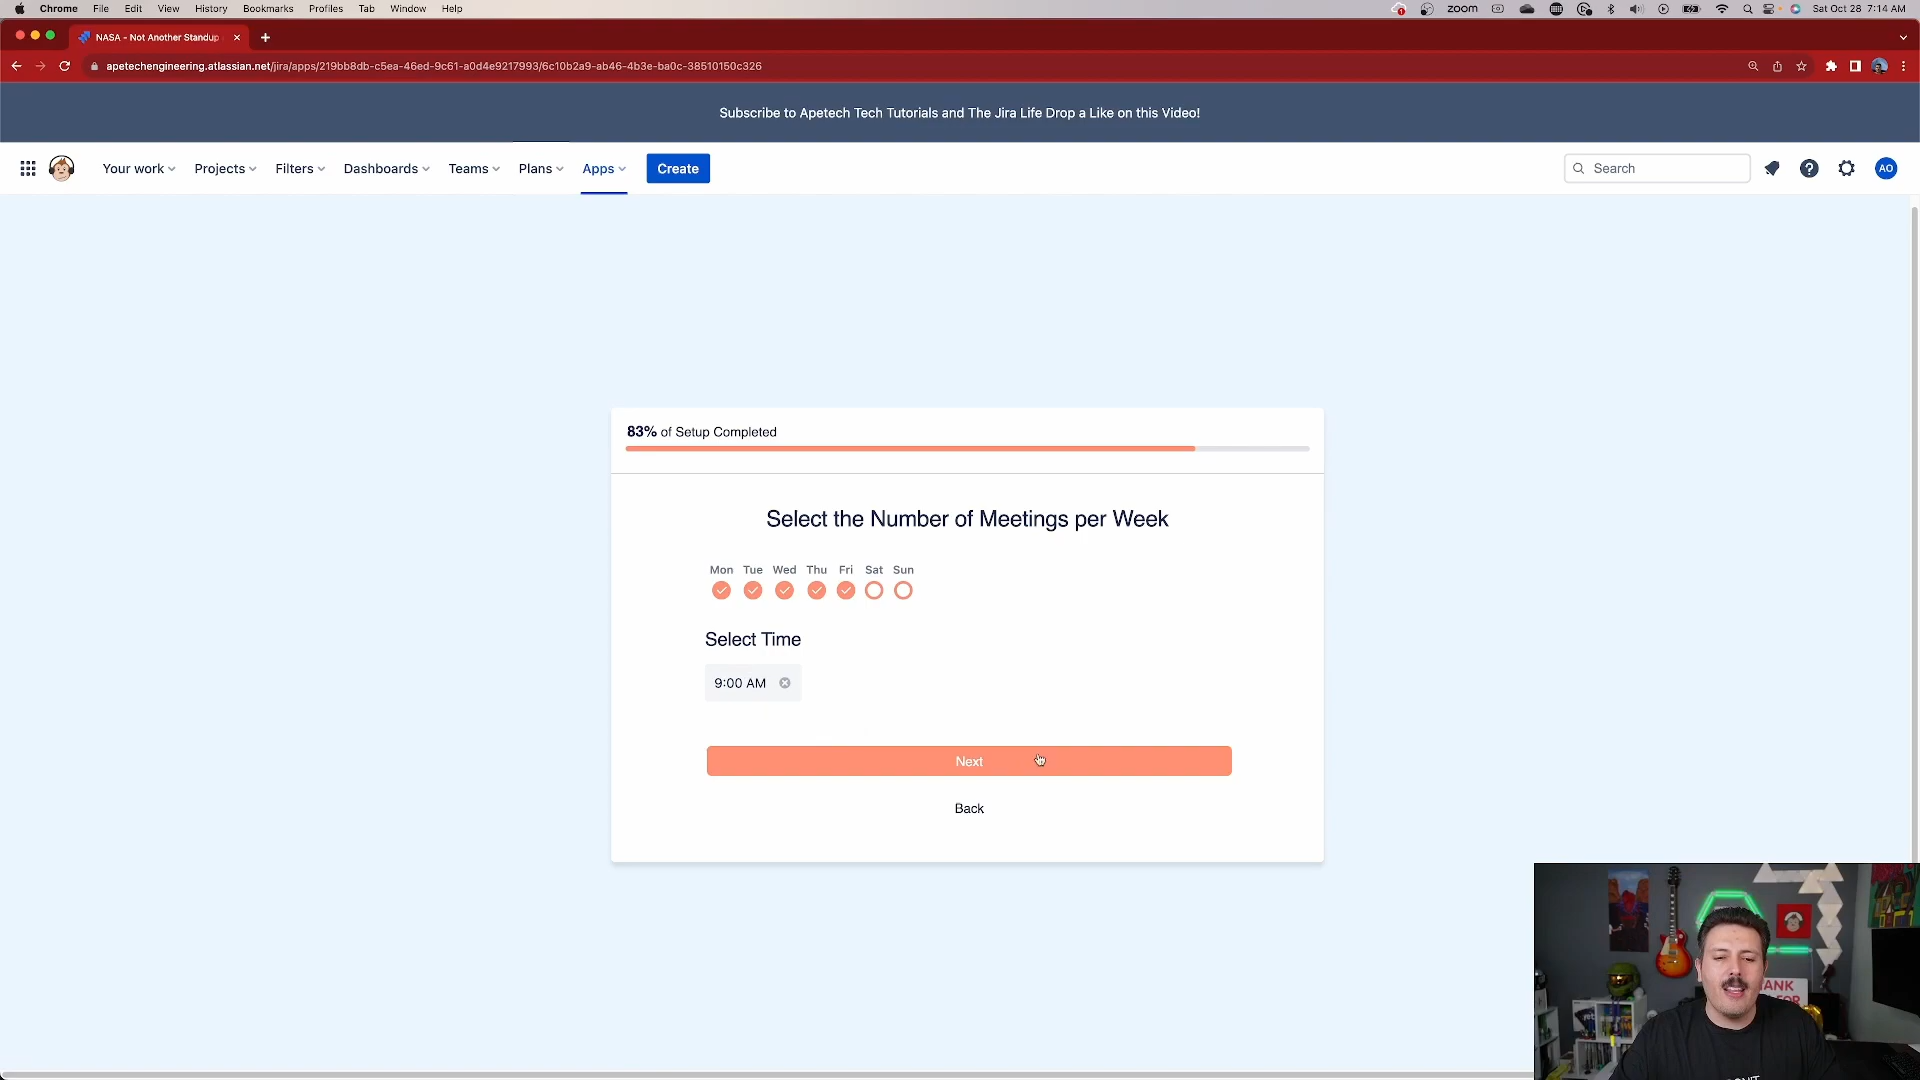 Chrome File Edit View History Bookmarks Profiles Tab Window Help
zoom Sat Oct 28 7:14 AM
NASA - Not Another Standup
apetechengineering.atlassian.net/jira/apps/219bb8db-c5ea-46ed-9c61-a0d4e9217993/6c10b2a9-ab46-4b3e-ba0c-38510150c326
Subscribe to Apetech Tech Tutorials and The Jira Life Drop a Like on this Video!
Your work Projects Filters Dashboards Teams Plans Apps Create Search AO
83% of Setup Completed
Select the Number of Meetings per Week
Mon Tue Wed Thu Fri Sat Sun
Select Time
9:00 AM
Next
Back